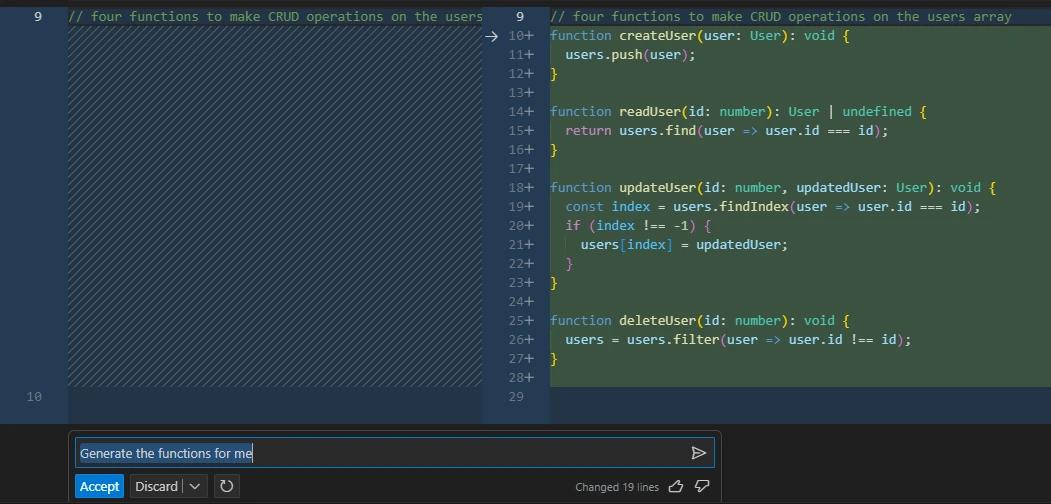 9 // four functions to make CRUD operations on the users
10
9 // four functions to make CRUD operations on the users array
→ 10+ function createUser(user: User): void {
11+   users.push(user);
12+ }
13+
14+ function readUser(id: number): User | undefined {
15+   return users.find(user => user.id === id);
16+ }
17+
18+ function updateUser(id: number, updatedUser: User): void {
19+   const index = users.findIndex(user => user.id === id);
20+   if (index !== -1) {
21+     users[index] = updatedUser;
22+   }
23+ }
24+
25+ function deleteUser(id: number): void {
26+   users = users.filter(user => user.id !== id);
27+ }
28+
29
Generate the functions for me
Accept Discard Changed 19 lines